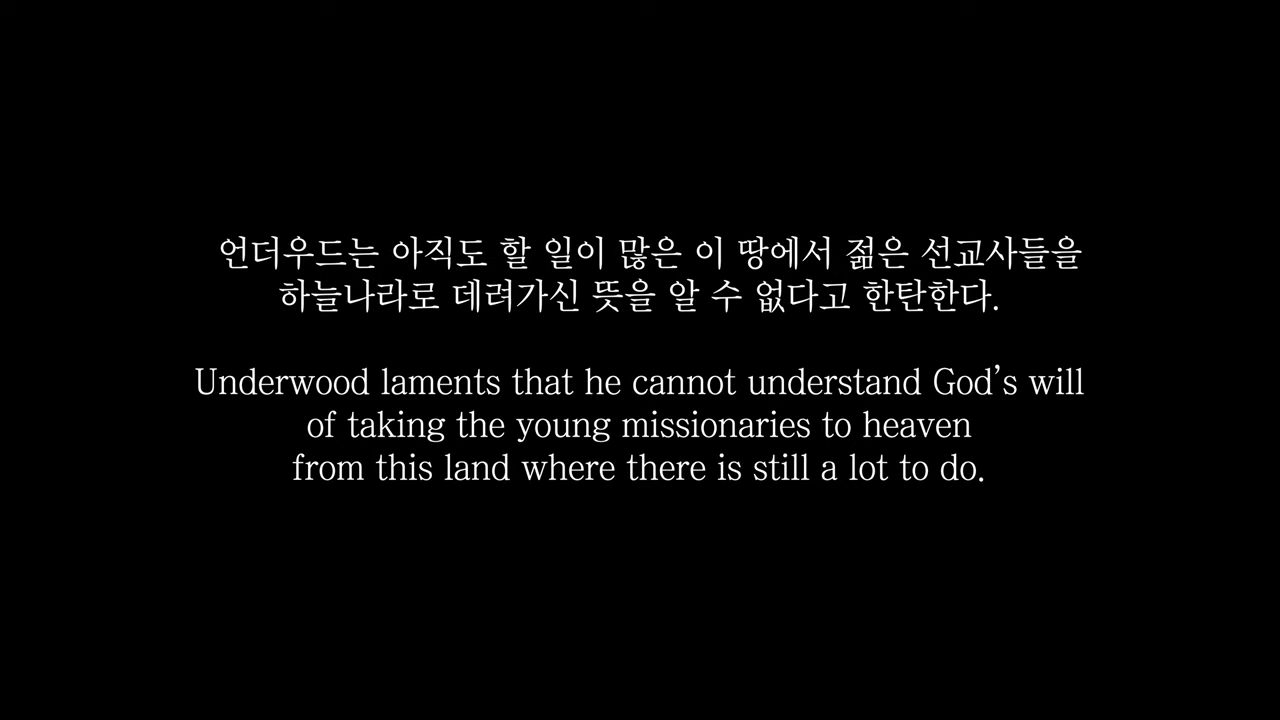 언더우드는 아직도 할 일이 많은 이 땅에서 젊은 선교사들을
하늘나라로 데려가신 뜻을 알 수 없다고 한탄한다.
Underwood laments that he cannot understand God’s will
of taking the young missionaries to heaven
from this land where there is still a lot to do.